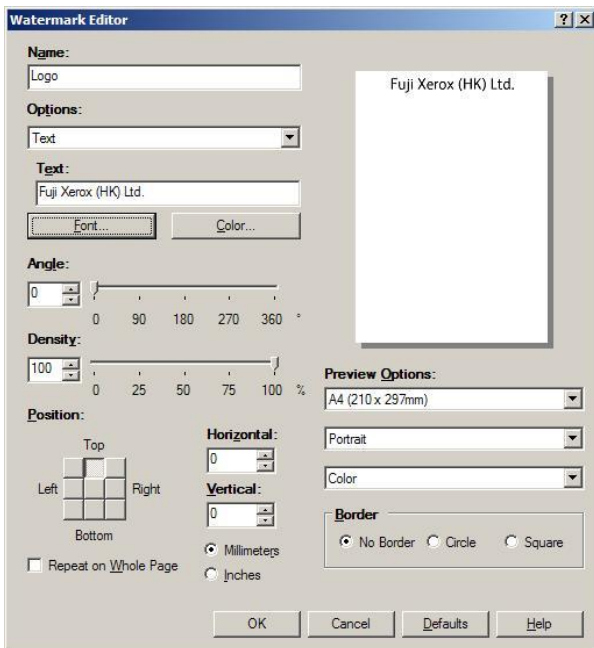 Watermark Editor
Name:
Logo
Fuji Xerox (HK) Ltd.
Options:
Text
Text:
Fuji Xerox (HK) Ltd.
Font... Color...
Angle:
0
0 90 180 270 360 °
Density:
100
0 25 50 75 100 %
Preview Options:
A4 (210 x 297mm)
Portrait
Color
Position:
Top
Left Right
Bottom
Horizontal:
0
Vertical:
0
Millimeters
Inches
Repeat on Whole Page
Border
No Border Circle Square
OK Cancel Defaults Help